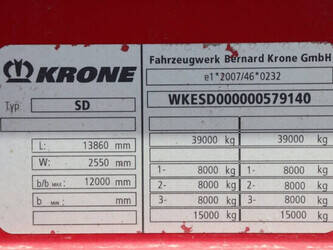 KRONE
Fahrzeugwerk Bernard Krone GmbH
e1*2007/46*0232
Typ SD
WKESD000000579140
L: 13860 mm
W: 2550 mm
b/b MAX: 12000 mm
b MIN: mm
39000 kg 39000 kg
1- 8000 kg 1- 8000 kg
2- 8000 kg 2- 8000 kg
3- 8000 kg 3- 8000 kg
15000 kg 15000 kg